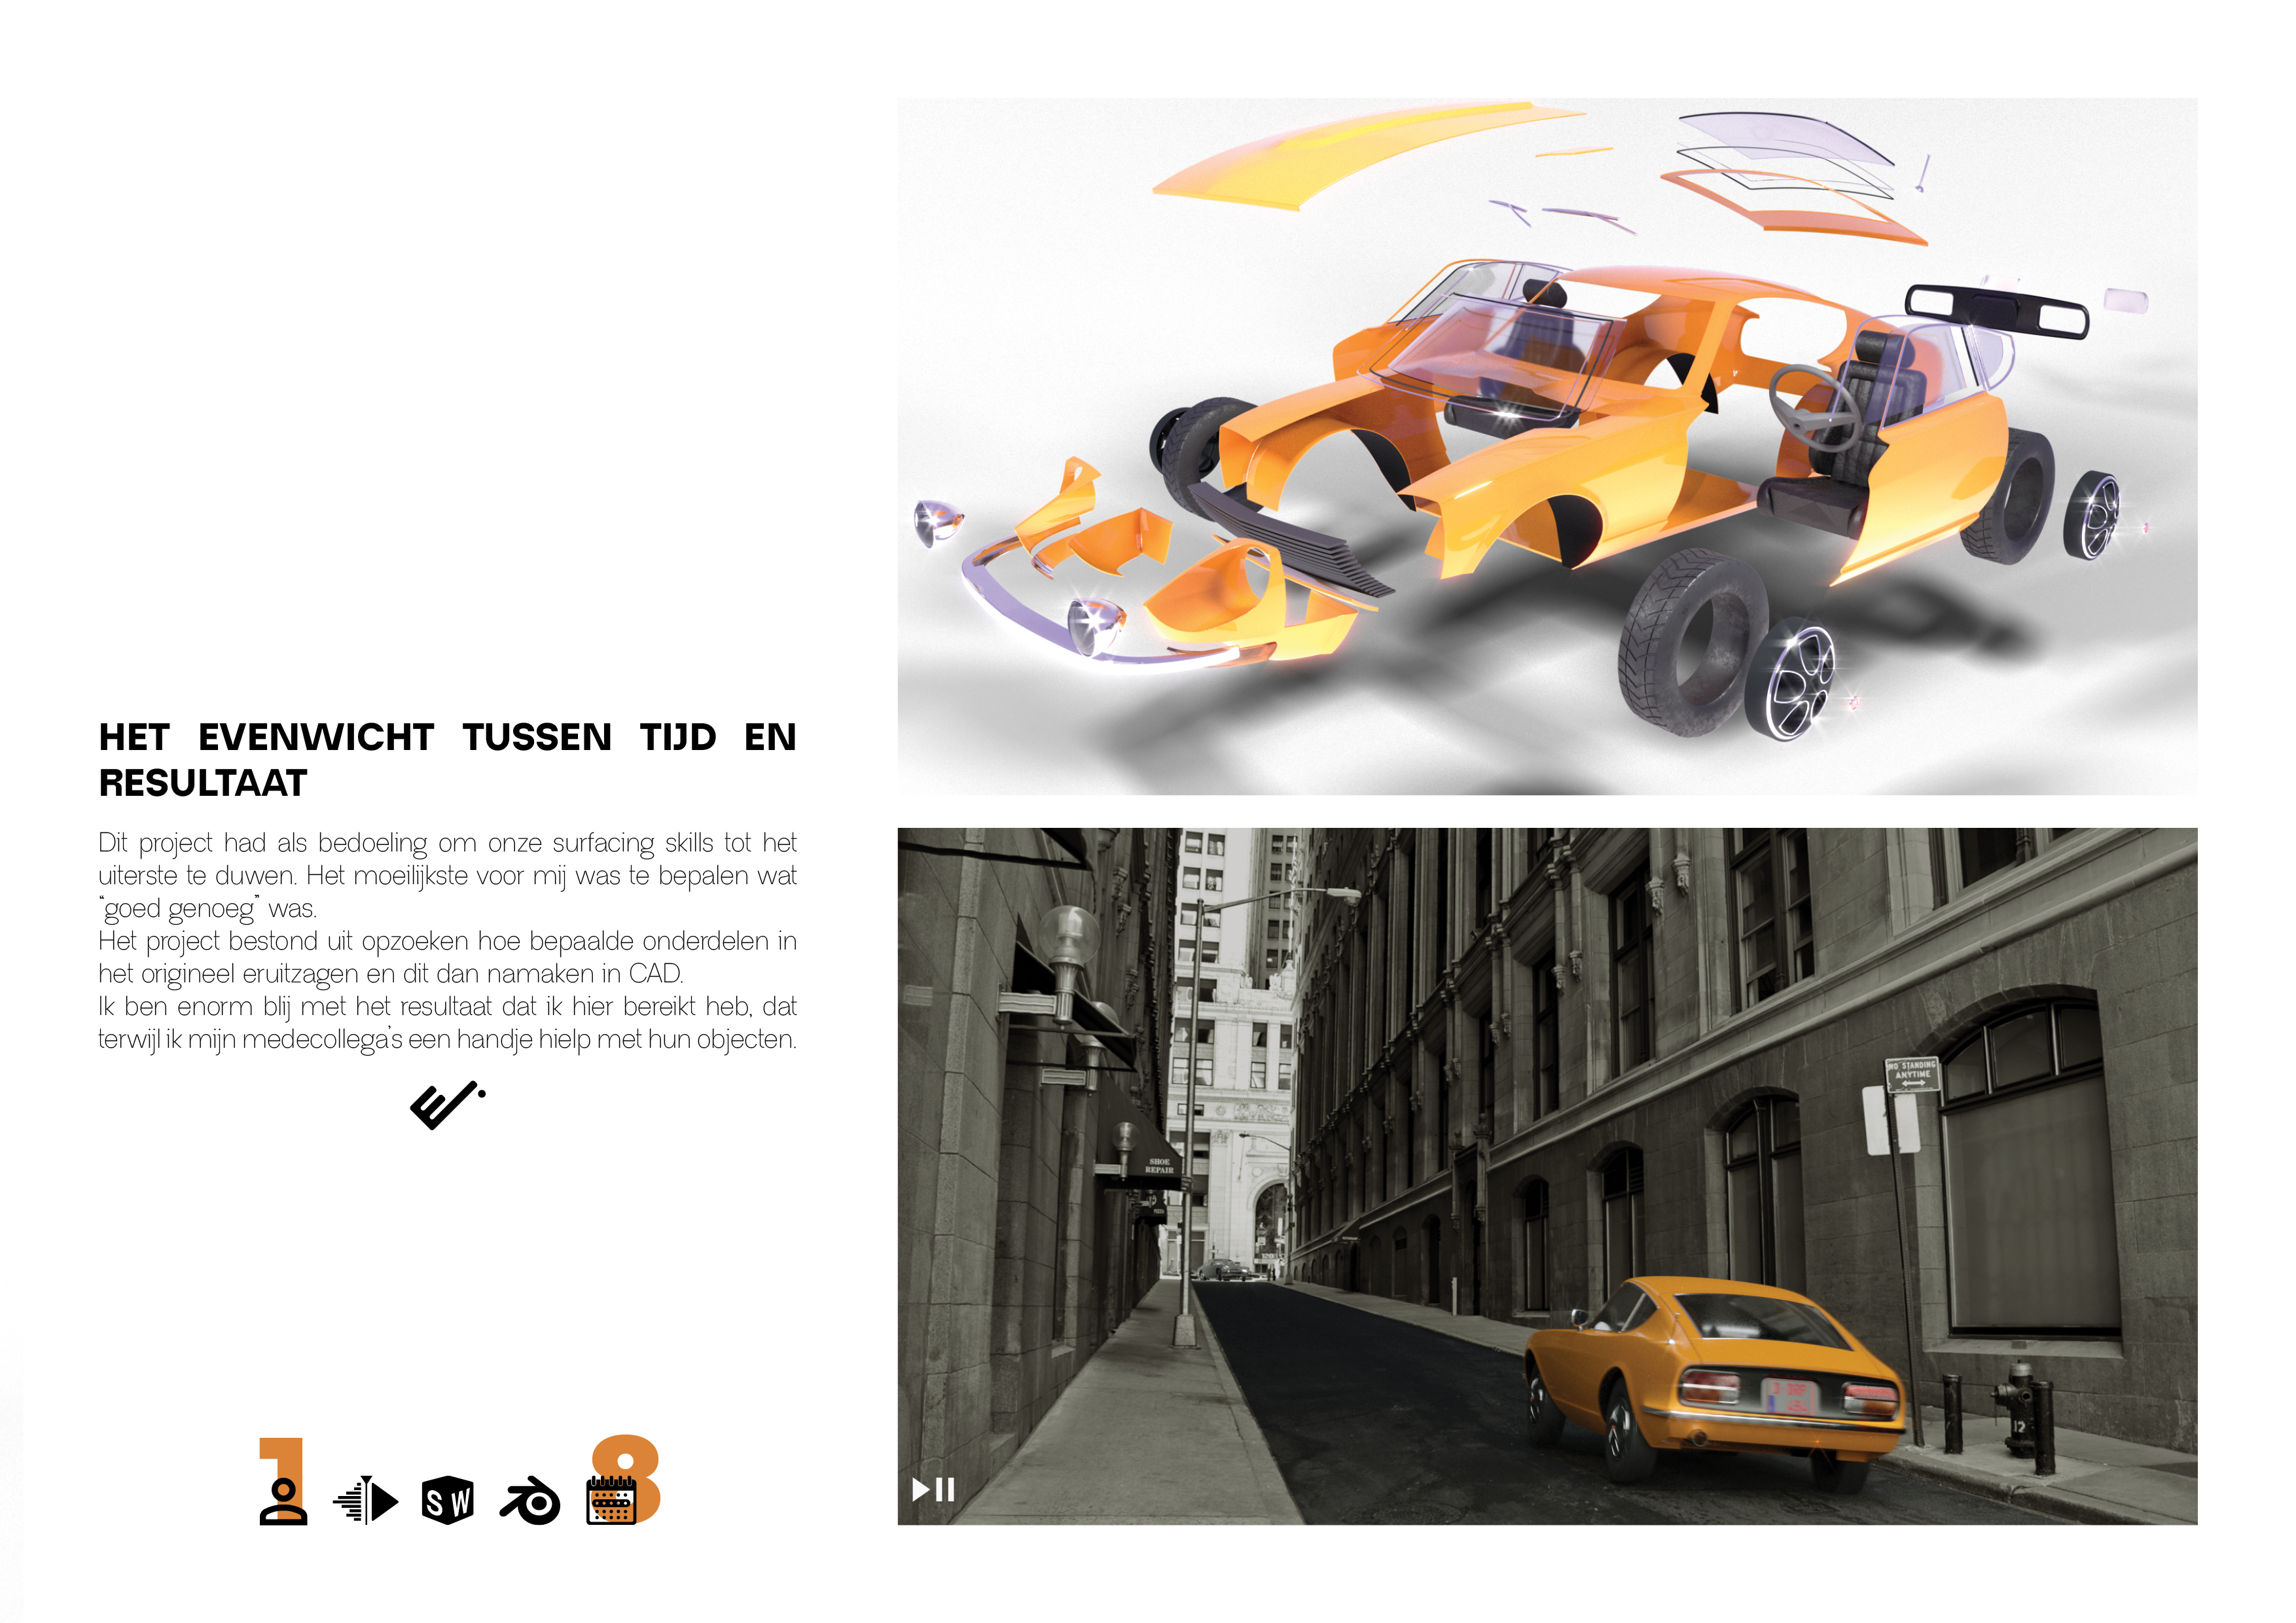 HET EVENWICHT TUSSEN TIJD EN
RESULTAAT
Dit project had als bedoeling om onze surfacing skills tot het
uiterste te duwen. Het moeilijkste voor mij was te bepalen wat
“goed genoeg” was.
Het project bestond uit opzoeken hoe bepaalde onderdelen in
het origineel eruitzagen en dit dan namaken in CAD.
Ik ben enorm blij met het resultaat dat ik hier bereikt heb, dat
terwijl ik mijn medecollega's een handje hielp met hun objecten.
1
SW
8
SHOE
REPAIR
NO STANDING
ANYTIME
12